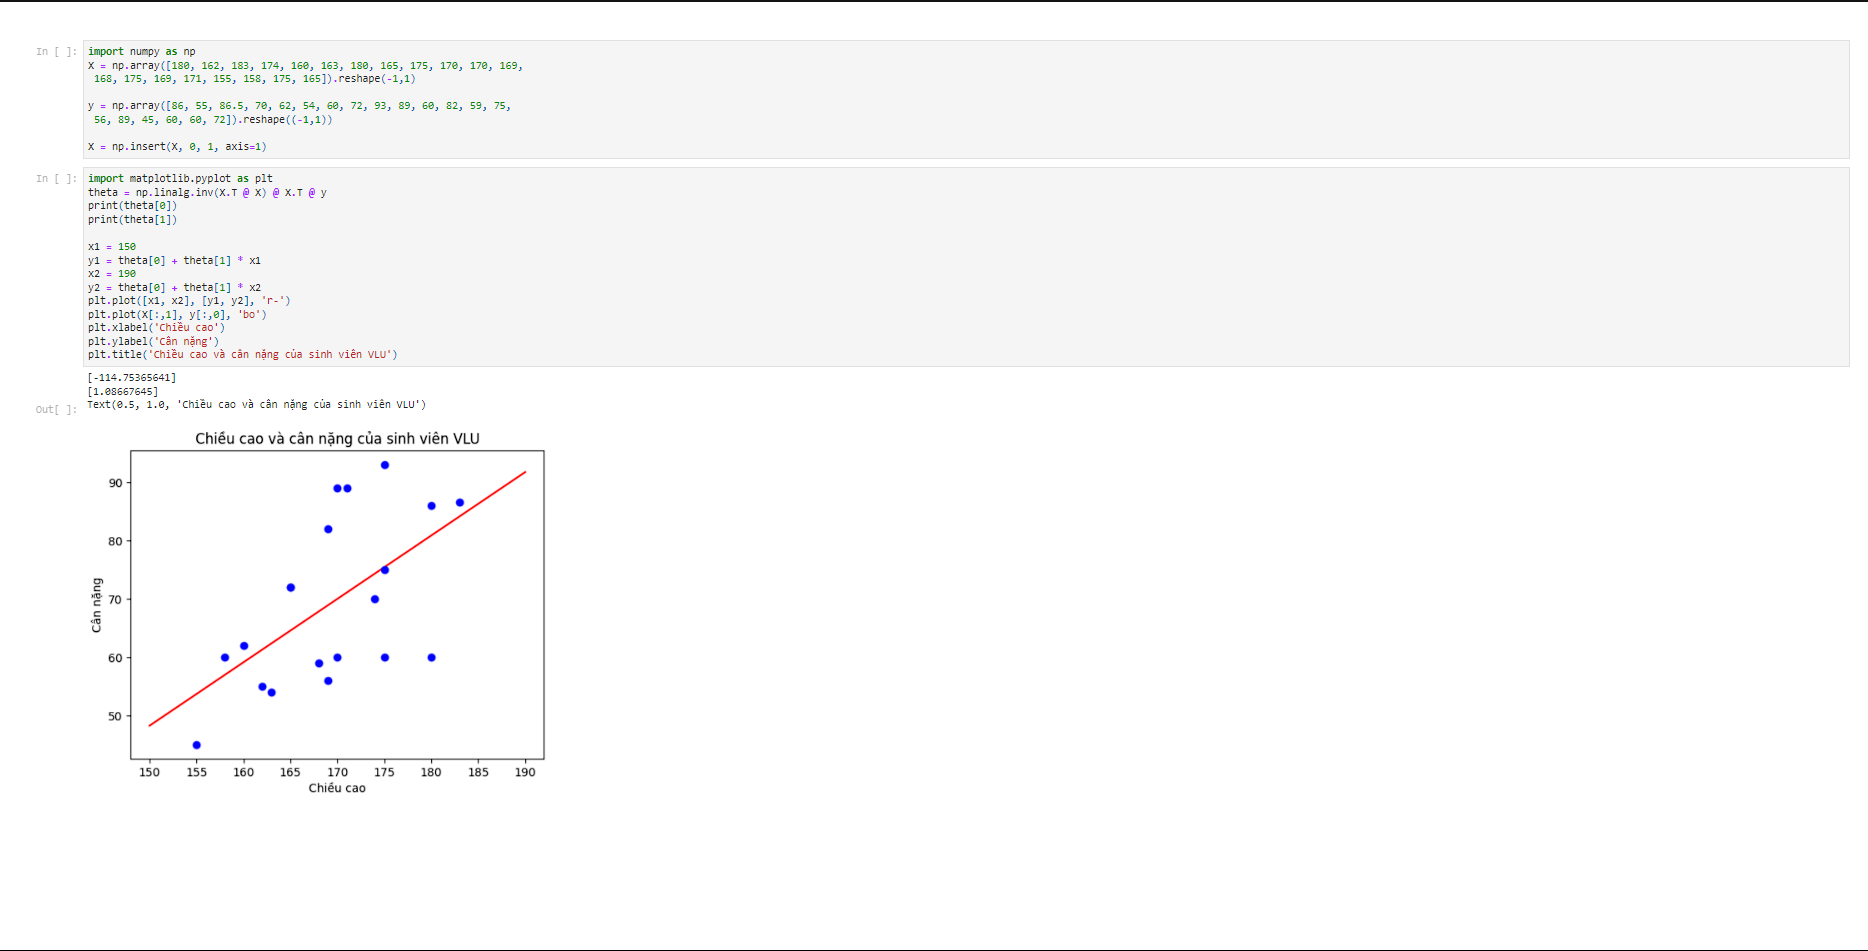 In [ ]:
import numpy as np
X = np.array([180, 162, 183, 174, 160, 163, 180, 165, 175, 170, 170, 169,
168, 175, 169, 171, 155, 158, 175, 165]).reshape(-1,1)
y = np.array([86, 55, 86.5, 70, 62, 54, 60, 72, 93, 89, 60, 82, 59, 75,
56, 89, 45, 60, 60, 72]).reshape((-1,1))
X = np.insert(X, 0, 1, axis=1)
In [ ]:
import matplotlib.pyplot as plt
theta = np.linalg.inv(X.T @ X) @ X.T @ y
print(theta[0])
print(theta[1])
x1 = 150
y1 = theta[0] + theta[1] * x1
x2 = 190
y2 = theta[0] + theta[1] * x2
plt.plot([x1, x2], [y1, y2], 'r-')
plt.plot(X[:,1], y[:,0], 'bo')
plt.xlabel('Chiều cao')
plt.ylabel('Cân nặng')
plt.title('Chiều cao và cân nặng của sinh viên VLU')
[-114.75365641]
[1.08667645]
Out[ ]:
Text(0.5, 1.0, 'Chiều cao và cân nặng của sinh viên VLU')
Chiều cao và cân nặng của sinh viên VLU
90
80
70
60
50
Cân nặng
150 155 160 165 170 175 180 185 190
Chiều cao